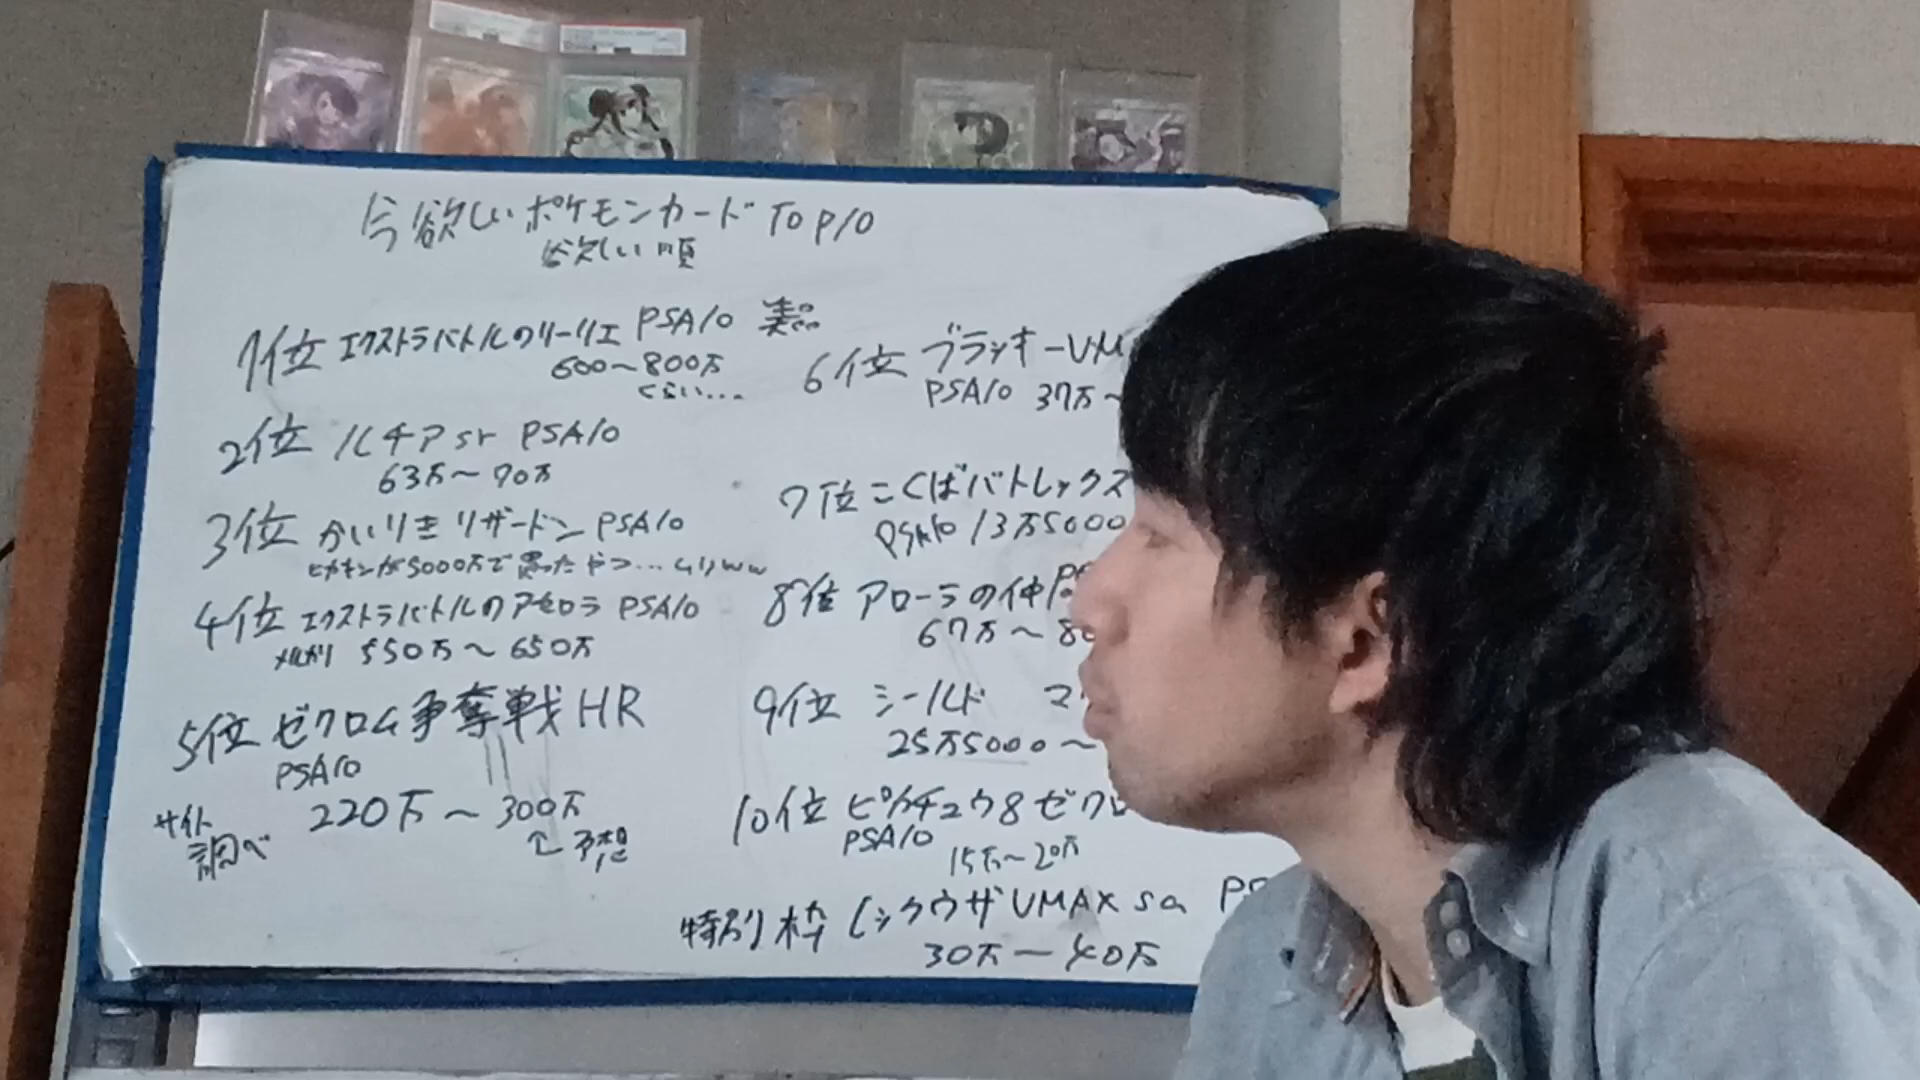 今欲しいポケモンカードTOP10
欲しい順
1位 エクストラバトルのリーリエ PSA10 美品
600～800万
くらい...
2位 ルチアsr PSA10
63万～70万
3位 かいりきリザードン PSA10
ヒカキンが5000万で買ったやつ...ムリww
4位 エクストラバトルのアセロラ PSA10
メルカリ 550万～650万
5位 ゼクロム争奪戦HR
PSA10
サイト調べ 220万～300万
↑予想
6位 ブラッキーVM
PSA10 37万～
7位 こくばバドレックス
PSA10 13万5000
8位 アローラの仲
67万～80
9位 シールド マ
25万5000～
10位 ピカチュウ&ゼクロ
PSA10
15万～20万
特別枠 レックウザVMAX sa PS
30万～40万